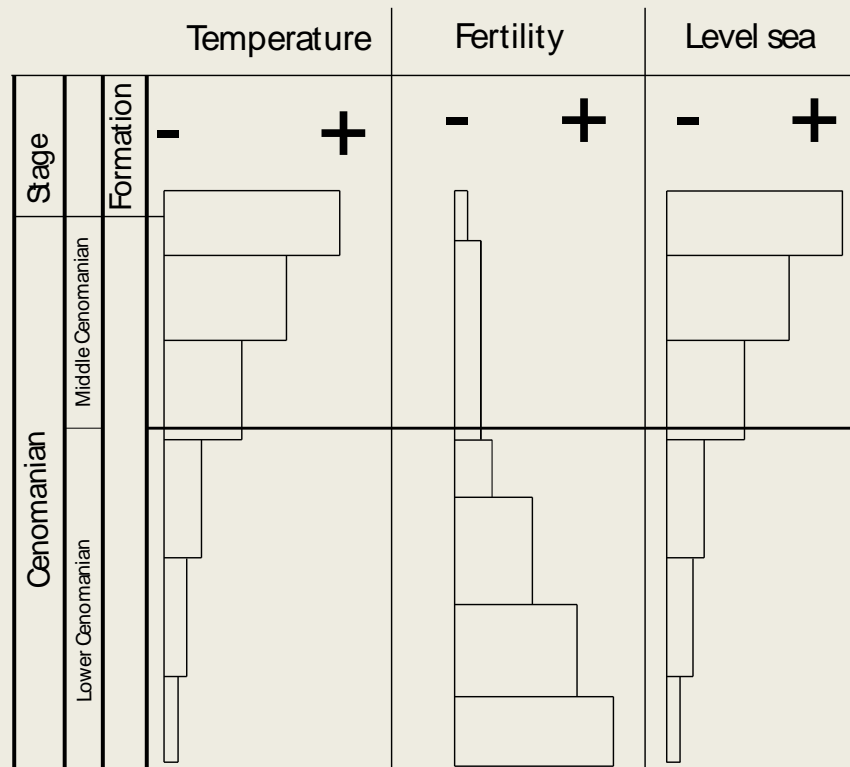 Temperature Fertility Level sea
Stage Formation - + - + - +
Cenomanian
Middle Cenomanian
Lower Cenomanian